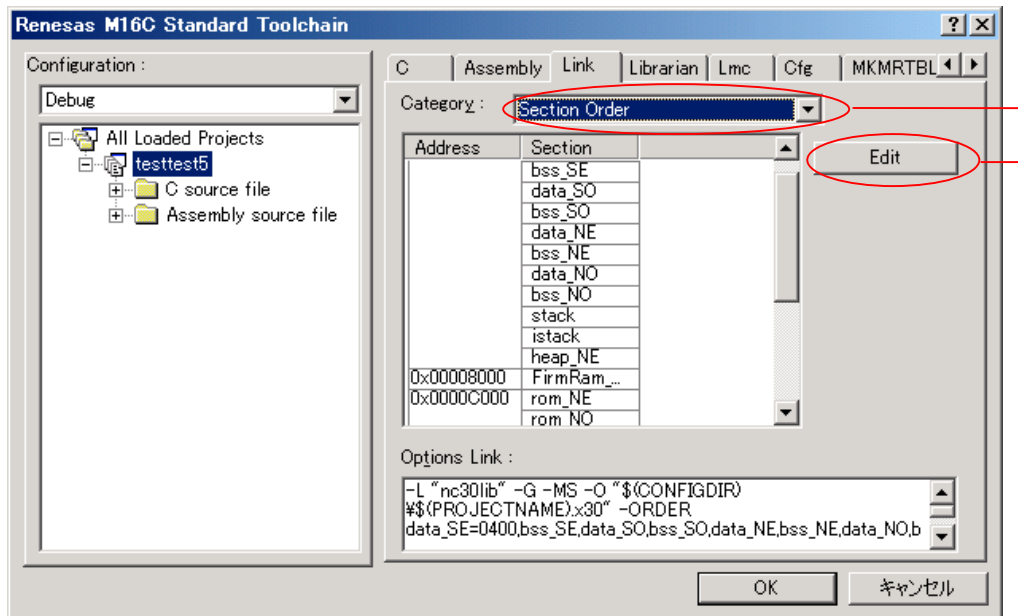 Renesas M16C Standard Toolchain
Configuration :
Debug
All Loaded Projects
testtest5
C source file
Assembly source file
C Assembly Link Librarian Lmc Cfg MKMRTBL
Category : Section Order
Address Section
bss_SE
data_SO
bss_SO
data_NE
bss_NE
data_NO
bss_NO
stack
istack
heap_NE
0x00008000 FirmRam_...
0x0000C000 rom_NE
rom_NO
Edit
Options Link :
-L "nc30lib" -G -MS -O "$(CONFIGDIR)
¥$(PROJECTNAME).x30" -ORDER
data_SE=0400,bss_SE,data_SO,bss_SO,data_NE,bss_NE,data_NO,b
OK キャンセル